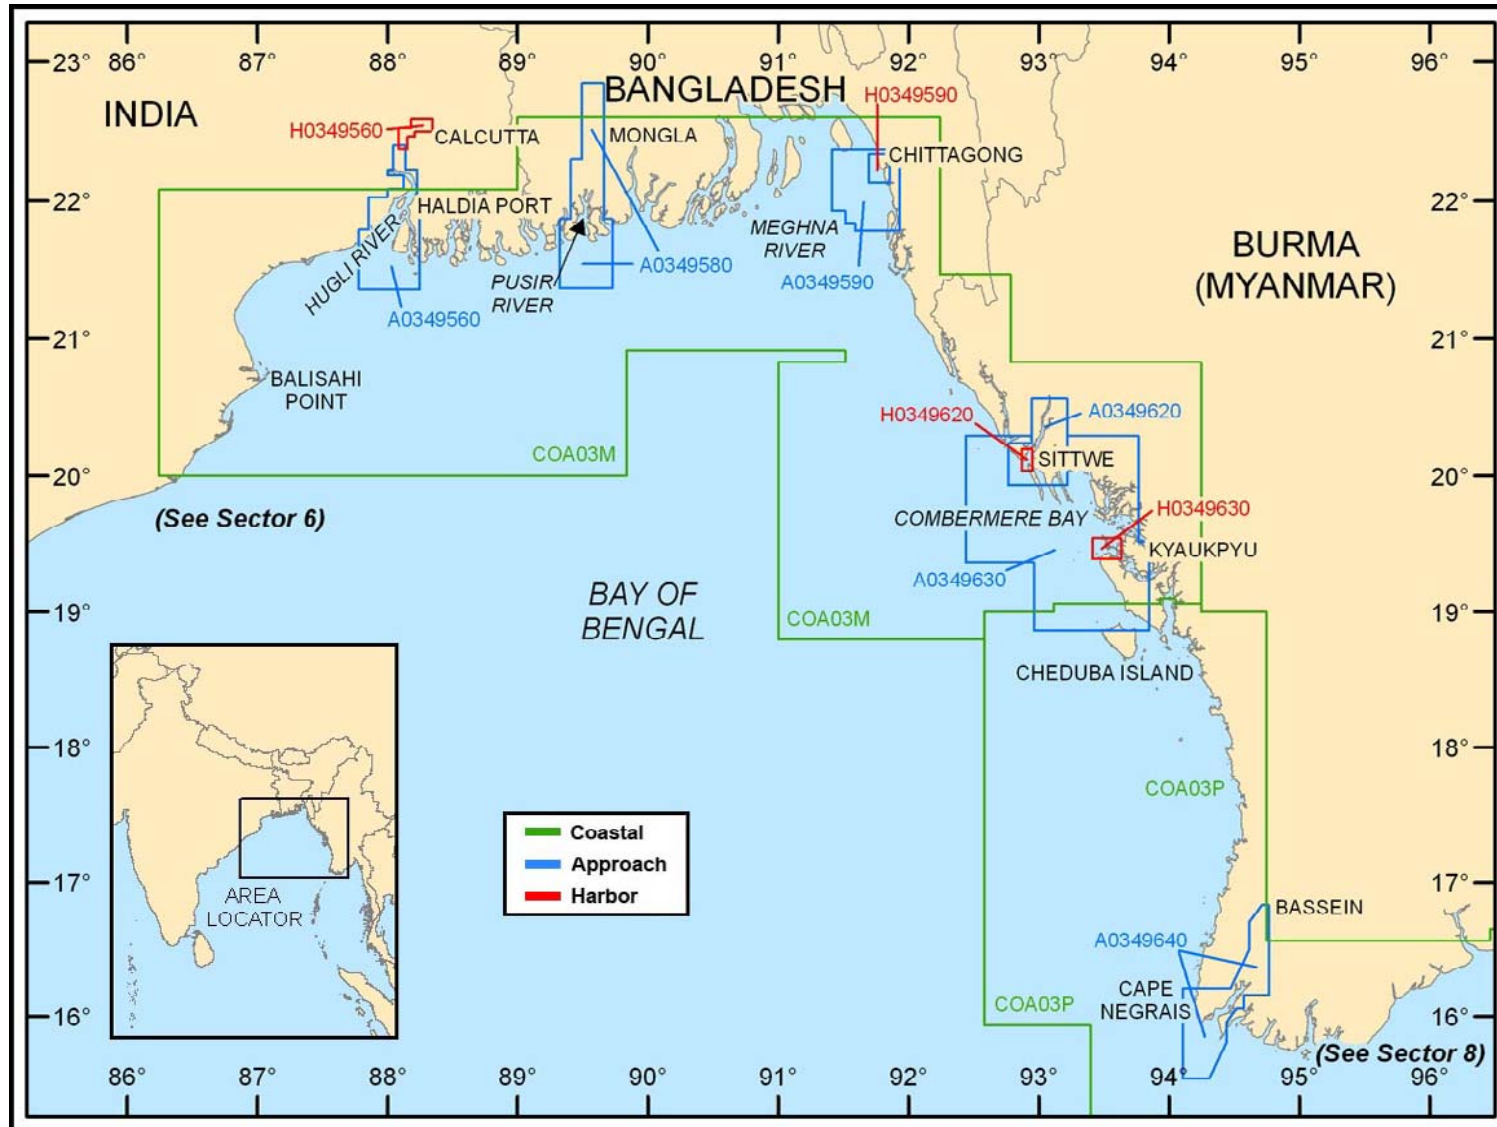 86° 87° 88° 89° 90° 91° 92° 93° 94° 95° 96°
23°
23°
INDIA
BANGLADESH
H0349590
H0349560
CALCUTTA
MONGLA
CHITTAGONG
22°
22°
HALDIA PORT
HUGLI RIVER
MEGHNA
RIVER
BURMA
(MYANMAR)
A0349580
A0349590
PUSIR
RIVER
A0349560
21°
21°
BALISAHI
POINT
H0349620
A0349620
COA03M
SITTWE
20°
20°
(See Sector 6)
COMBERMERE BAY
H0349630
KYAUKPYU
A0349630
BAY OF
BENGAL
19°
19°
COA03M
CHEDUBA ISLAND
18°
18°
COA03P
Coastal
Approach
Harbor
17°
17°
AREA
LOCATOR
BASSEIN
A0349640
CAPE
NEGRAIS
COA03P
16°
16°
(See Sector 8)
86° 87° 88° 89° 90° 91° 92° 93° 94° 95° 96°